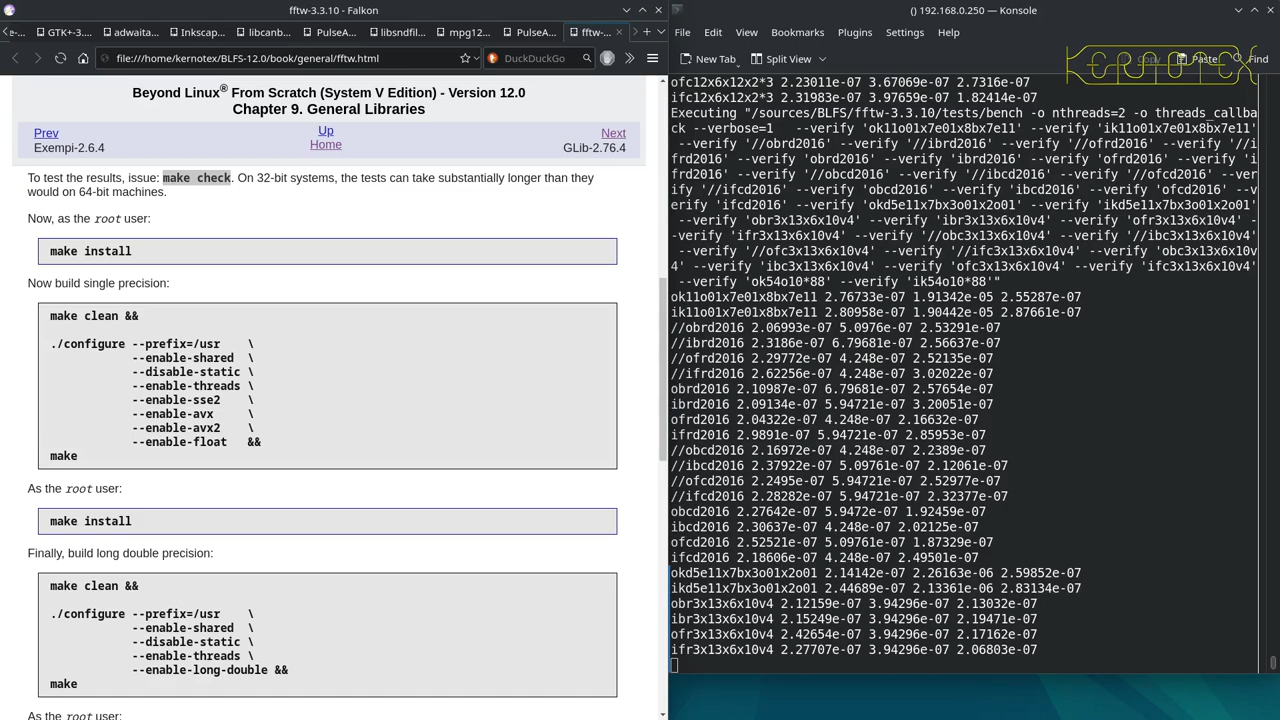 fftw-3.3.10 - Falkon
GTK+-3....
adwaita...
Inkscap...
libcanb...
PulseA...
libsndfil...
mpg12...
PulseA...
fftw-...
file:///home/kernotex/BLFS-12.0/book/general/fftw.html
DuckDuckGo
Beyond Linux® From Scratch (System V Edition) - Version 12.0
Chapter 9. General Libraries
Prev
Up
Next
Exempi-2.6.4
Home
GLib-2.76.4
To test the results, issue: make check. On 32-bit systems, the tests can take substantially longer than they
would on 64-bit machines.
Now, as the root user:
make install
Now build single precision:
make clean &&
./configure --prefix=/usr    \
--enable-shared  \
--disable-static \
--enable-threads \
--enable-sse2    \
--enable-avx     \
--enable-avx2    \
--enable-float   &&
make
As the root user:
make install
Finally, build long double precision:
make clean &&
./configure --prefix=/usr    \
--enable-shared  \
--disable-static \
--enable-threads \
--enable-long-double &&
make
As the root user:
() 192.168.0.250 — Konsole
File Edit View Bookmarks Plugins Settings Help
New Tab
Split View
Copy
Paste
Find
KERNOTEX
ofc12x6x12x2*3 2.23011e-07 3.67069e-07 2.7316e-07
ifc12x6x12x2*3 2.31983e-07 3.97659e-07 1.82414e-07
Executing "/sources/BLFS/fftw-3.3.10/tests/bench -o nthreads=2 -o threads_callba
ck --verbose=1   --verify 'ok11o01x7e01x8bx7e11' --verify 'ik11o01x7e01x8bx7e11'
--verify '//obrd2016' --verify '//ibrd2016' --verify '//ofrd2016' --verify '//i
frd2016' --verify 'obrd2016' --verify 'ibrd2016' --verify 'ofrd2016' --verify 'i
frd2016' --verify '//obcd2016' --verify '//ibcd2016' --verify '//ofcd2016' --ver
ify '//ifcd2016' --verify 'obcd2016' --verify 'ibcd2016' --verify 'ofcd2016' --v
erify 'ifcd2016' --verify 'okd5e11x7bx3o01x2o01' --verify 'ikd5e11x7bx3o01x2o01'
--verify 'obr3x13x6x10v4' --verify 'ibr3x13x6x10v4' --verify 'ofr3x13x6x10v4' -
-verify 'ifr3x13x6x10v4' --verify '//obc3x13x6x10v4' --verify '//ibc3x13x6x10v4'
--verify '//ofc3x13x6x10v4' --verify '//ifc3x13x6x10v4' --verify 'obc3x13x6x10v
4' --verify 'ibc3x13x6x10v4' --verify 'ofc3x13x6x10v4' --verify 'ifc3x13x6x10v4'
--verify 'ok54o10*88' --verify 'ik54o10*88'"
ok11o01x7e01x8bx7e11 2.76733e-07 1.91342e-05 2.55287e-07
ik11o01x7e01x8bx7e11 2.80958e-07 1.90442e-05 2.87661e-07
//obrd2016 2.06993e-07 5.0976e-07 2.53291e-07
//ibrd2016 2.3186e-07 6.79681e-07 2.56637e-07
//ofrd2016 2.29772e-07 4.248e-07 2.52135e-07
//ifrd2016 2.62256e-07 4.248e-07 3.02022e-07
obrd2016 2.10987e-07 6.79681e-07 2.57654e-07
ibrd2016 2.09134e-07 5.94721e-07 3.20051e-07
ofrd2016 2.04322e-07 4.248e-07 2.16632e-07
ifrd2016 2.9891e-07 5.94721e-07 2.85953e-07
//obcd2016 2.16972e-07 4.248e-07 2.2389e-07
//ibcd2016 2.37922e-07 5.09761e-07 2.12061e-07
//ofcd2016 2.2495e-07 5.94721e-07 2.52977e-07
//ifcd2016 2.28282e-07 5.94721e-07 2.32377e-07
obcd2016 2.27642e-07 5.9472e-07 1.92459e-07
ibcd2016 2.30637e-07 4.248e-07 2.02125e-07
ofcd2016 2.52521e-07 5.09761e-07 1.87329e-07
ifcd2016 2.18606e-07 4.248e-07 2.49501e-07
okd5e11x7bx3o01x2o01 2.14142e-07 2.26163e-06 2.59852e-07
ikd5e11x7bx3o01x2o01 2.44689e-07 2.13361e-06 2.83134e-07
obr3x13x6x10v4 2.12159e-07 3.94296e-07 2.13032e-07
ibr3x13x6x10v4 2.15249e-07 3.94296e-07 2.19471e-07
ofr3x13x6x10v4 2.42654e-07 3.94296e-07 2.17162e-07
ifr3x13x6x10v4 2.27707e-07 3.94296e-07 2.06803e-07